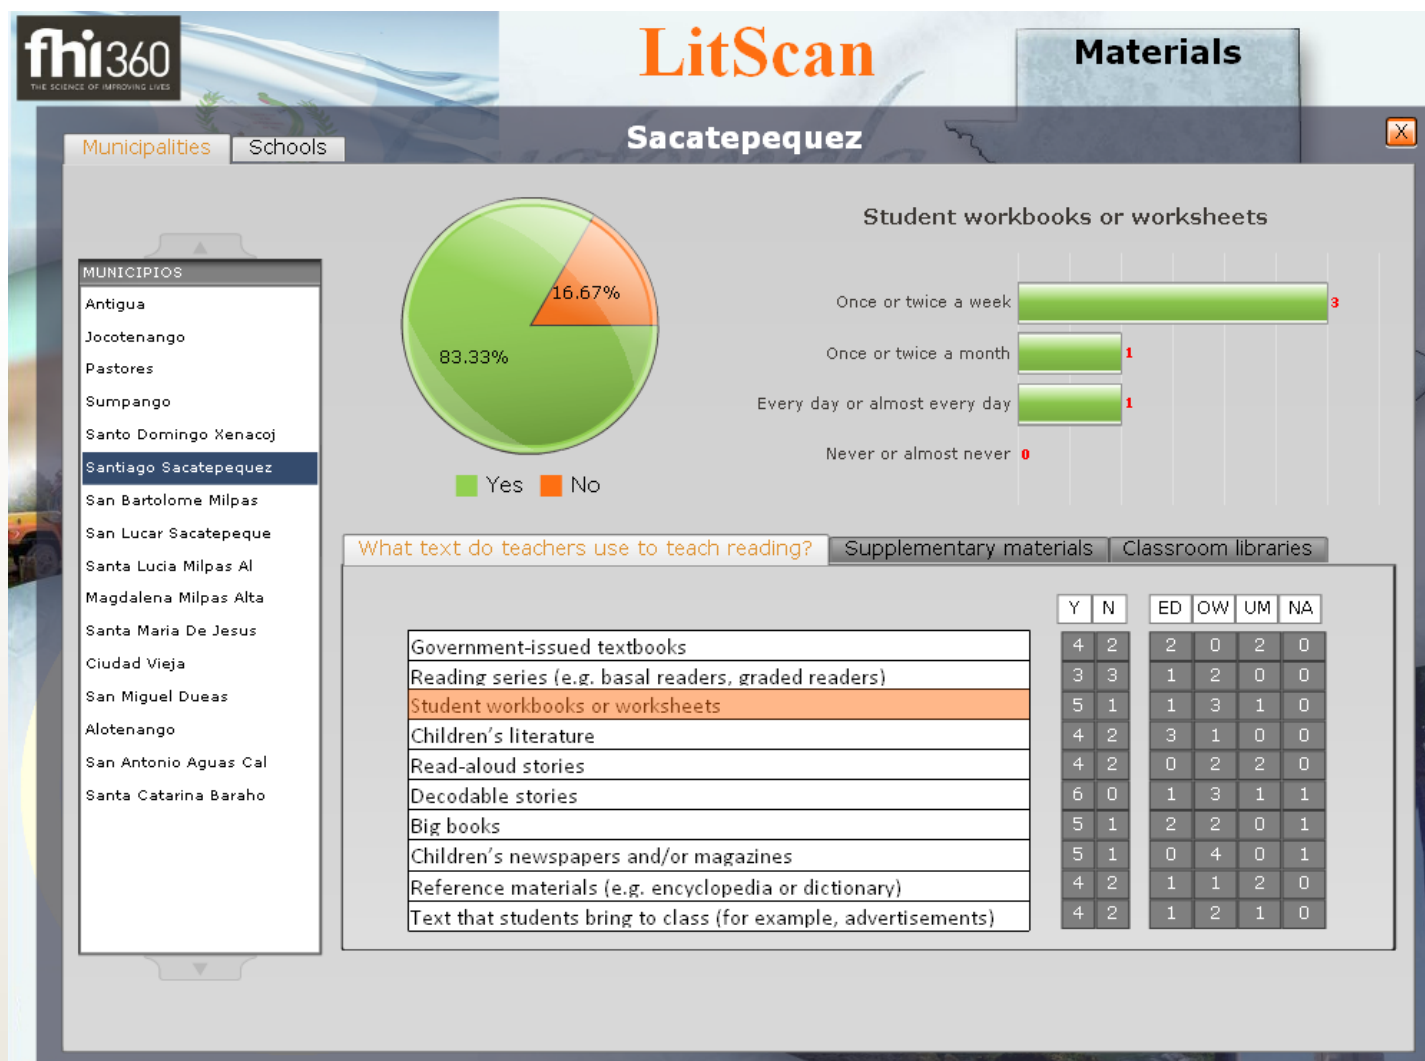 fhi360
THE SCIENCE OF IMPROVING LIVES
LitScan
Materials
Sacatepequez
X
Municipalities
Schools
MUNICIPIOS
Antigua
Jocotenango
Pastores
Sumpango
Santo Domingo Xenacoj
Santiago Sacatepequez
San Bartolome Milpas
San Lucar Sacatepeque
Santa Lucia Milpas Al
Magdalena Milpas Alta
Santa Maria De Jesus
Ciudad Vieja
San Miguel Dueas
Alotenango
San Antonio Aguas Cal
Santa Catarina Baraho
16.67%
83.33%
Yes No
Student workbooks or worksheets
Once or twice a week 3
Once or twice a month 1
Every day or almost every day 1
Never or almost never 0
What text do teachers use to teach reading? Supplementary materials Classroom libraries
Y N ED OW UM NA
Government-issued textbooks 4 2 2 0 2 0
Reading series (e.g. basal readers, graded readers) 3 3 1 2 0 0
Student workbooks or worksheets 5 1 1 3 1 0
Children's literature 4 2 3 1 0 0
Read-aloud stories 4 2 0 2 2 0
Decodable stories 6 0 1 3 1 1
Big books 5 1 2 2 0 1
Children's newspapers and/or magazines 5 1 0 4 0 1
Reference materials (e.g. encyclopedia or dictionary) 4 2 1 1 2 0
Text that students bring to class (for example, advertisements) 4 2 1 2 1 0